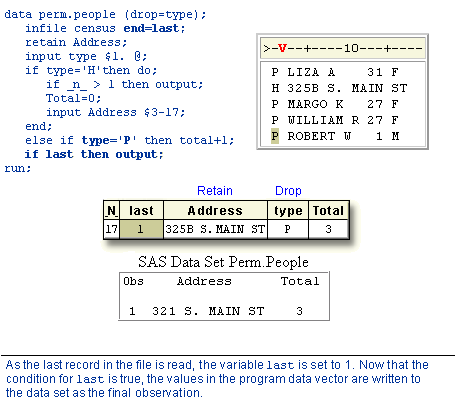 data perm.people (drop=type);
infile census end=last;
retain Address;
input type $1. @;
if type='H'then do;
if _n_ > 1 then output;
Total=0;
input Address $3-17;
end;
else if type='P' then total+1;
if last then output;
run;
>-V--+----10---+----
P LIZA A 31 F
H 325B S. MAIN ST
P MARGO K 27 F
P WILLIAM R 27 F
P ROBERT W 1 M
Retain Drop
_N_ last Address type Total
17 1 325B S. MAIN ST P 3
SAS Data Set Perm.People
Obs Address Total
1 321 S. MAIN ST 3
As the last record in the file is read, the variable last is set to 1. Now that the
condition for last is true, the values in the program data vector are written to
the data set as the final observation.